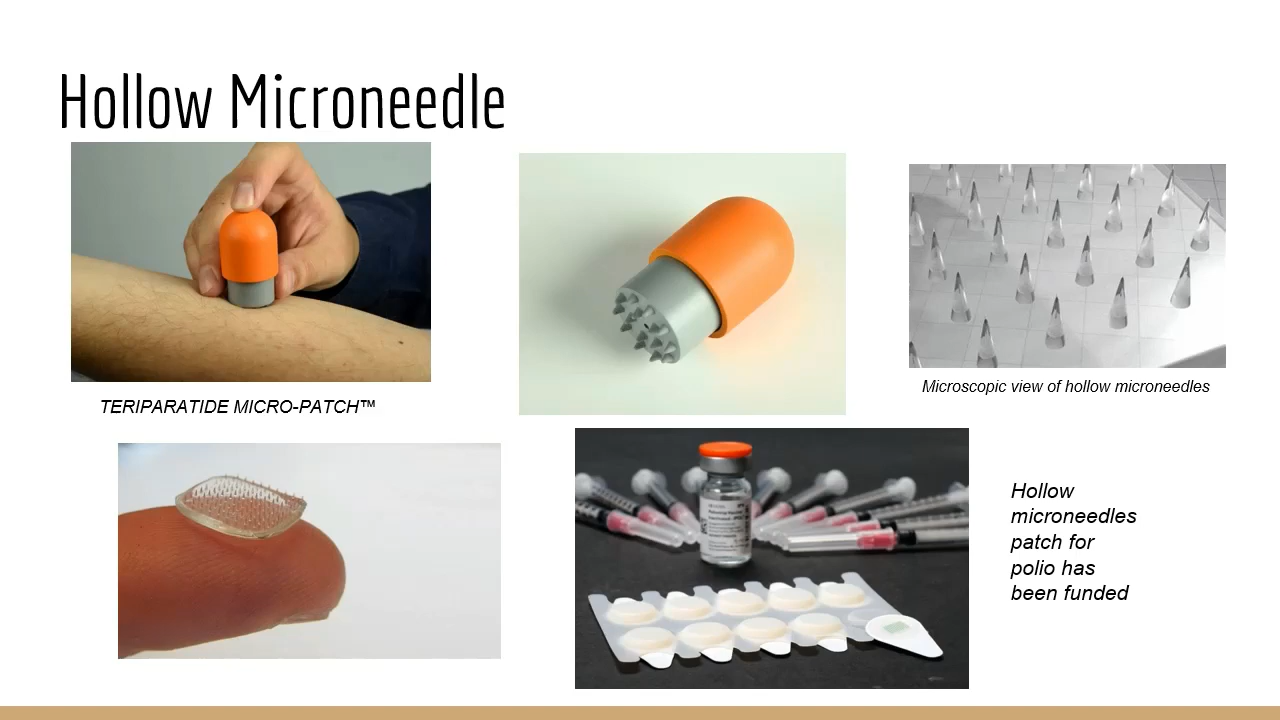 Hollow Microneedle
TERIPARATIDE MICRO-PATCH™
Microscopic view of hollow microneedles
Hollow
microneedles
patch for
polio has
been funded